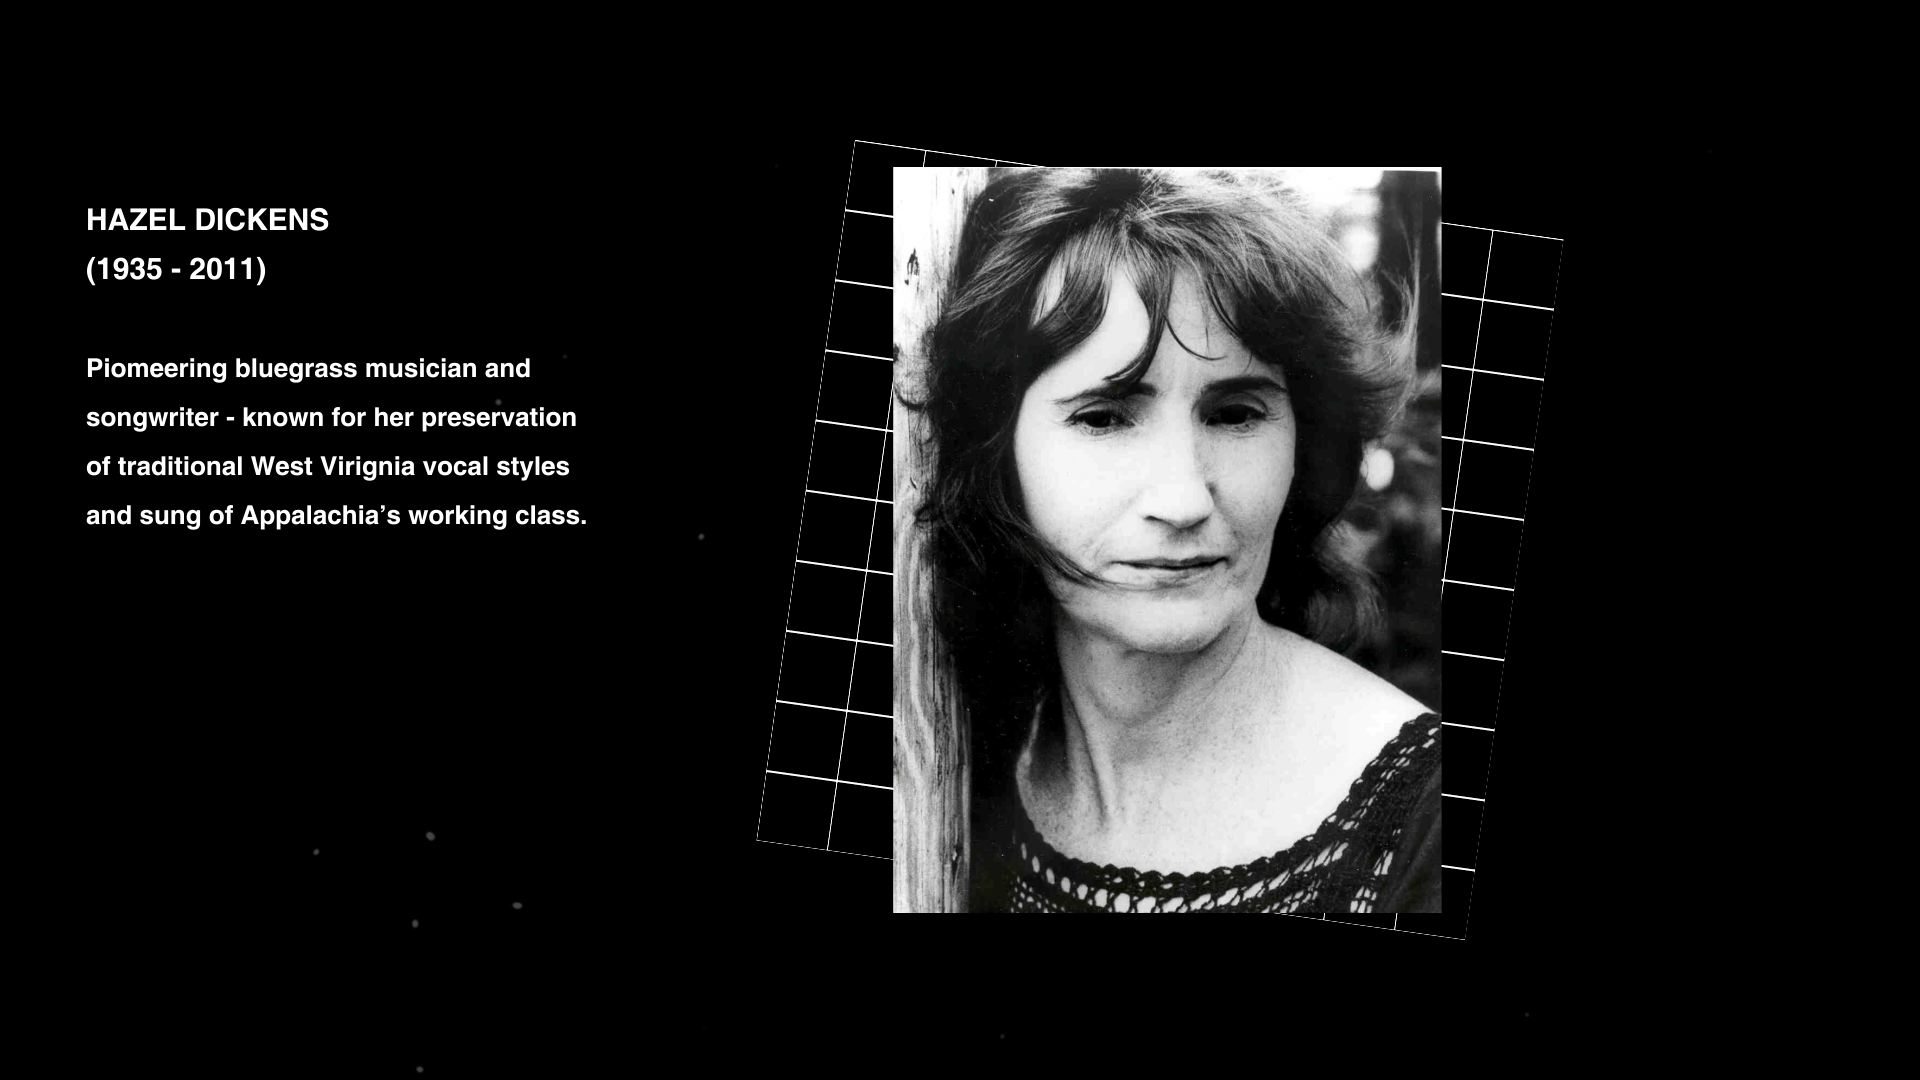 HAZEL DICKENS
(1935 - 2011)
Piomeering bluegrass musician and
songwriter - known for her preservation
of traditional West Virignia vocal styles
and sung of Appalachia’s working class.